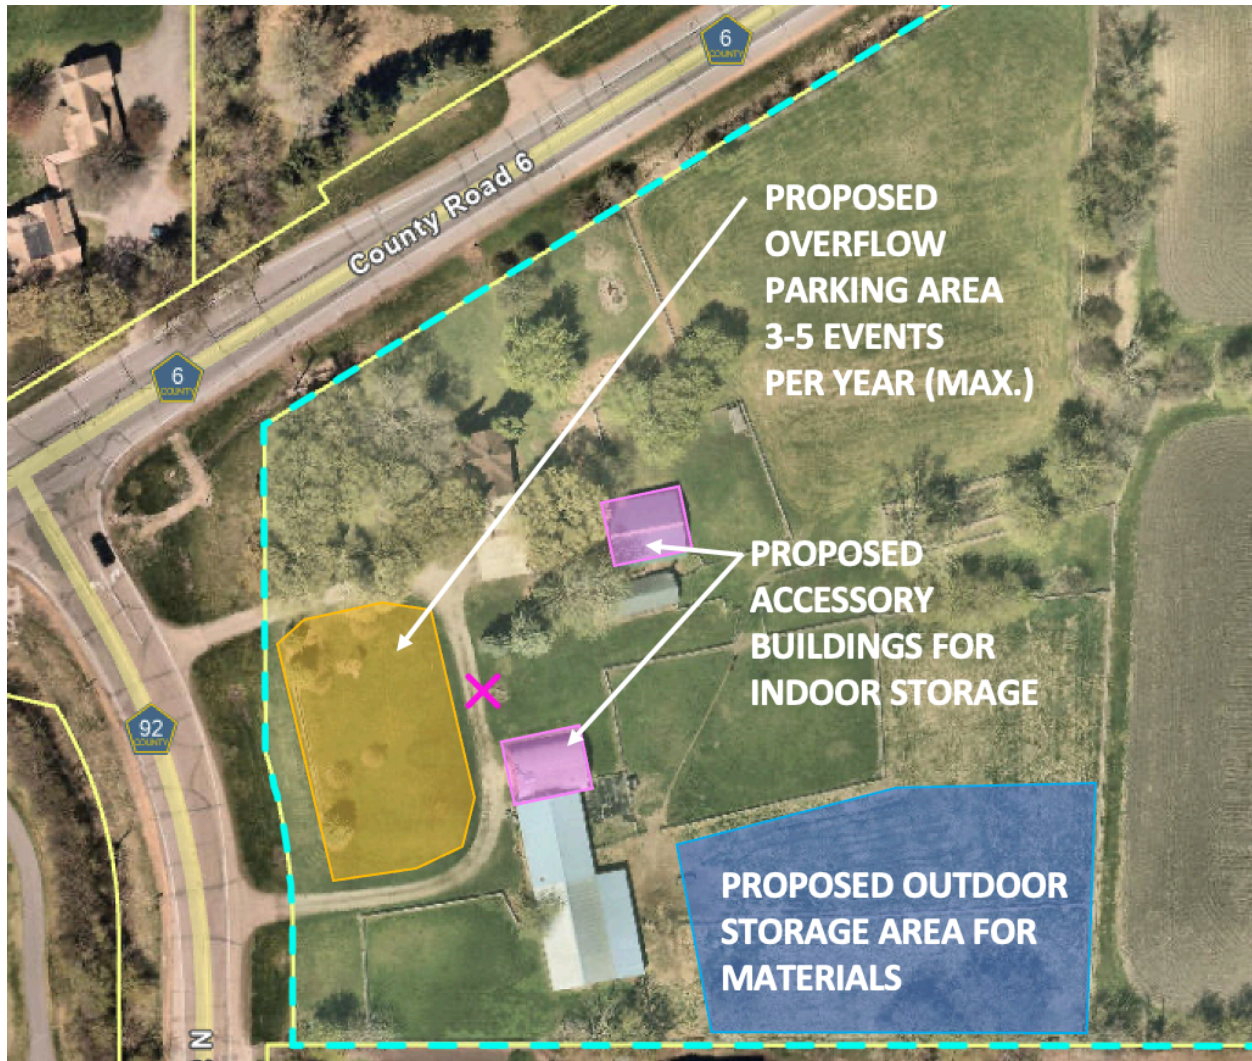 6
COUNTY
County Road 6
PROPOSED
OVERFLOW
PARKING AREA
3-5 EVENTS
PER YEAR (MAX.)
6
COUNTY
PROPOSED
ACCESSORY
BUILDINGS FOR
INDOOR STORAGE
92
COUNTY
PROPOSED OUTDOOR
STORAGE AREA FOR
MATERIALS
N